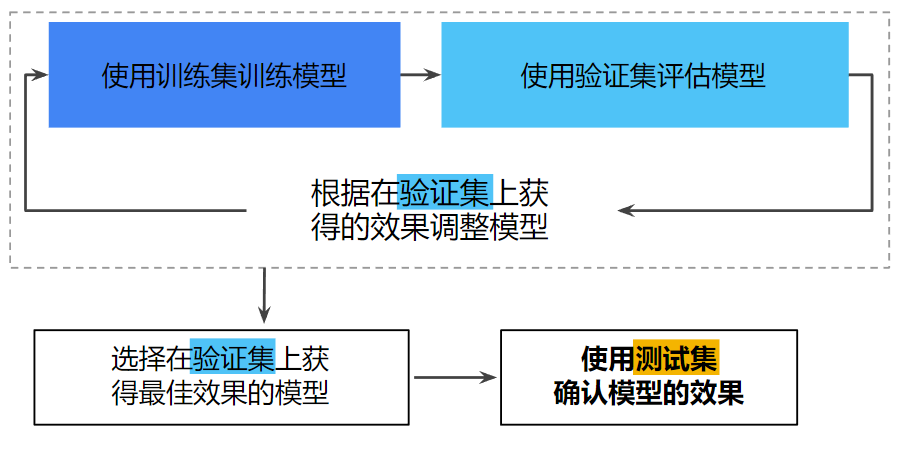 使用训练集训练模型
使用验证集评估模型
根据在验证集上获
得的效果调整模型
选择在验证集上获
得最佳效果的模型
使用测试集
确认模型的效果